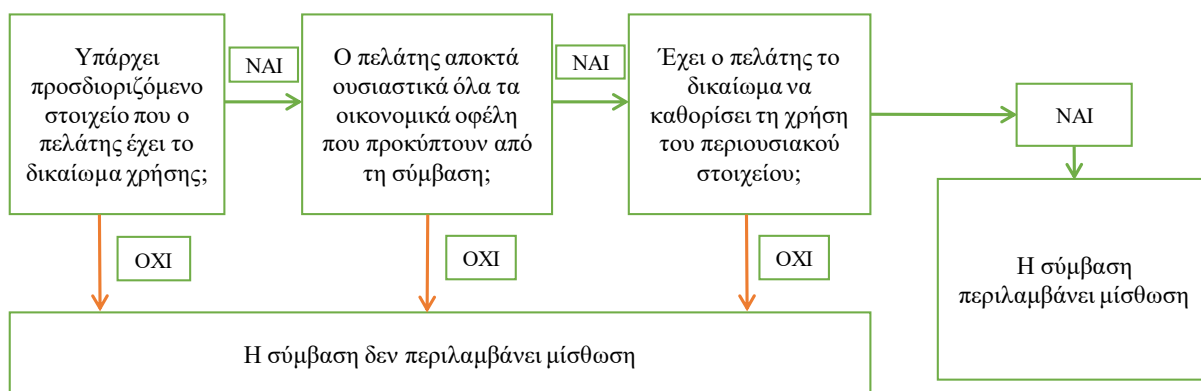 Υπάρχει
προσδιοριζόμενο
στοιχείο που ο
πελάτης έχει το
δικαίωμα χρήσης;
ΝΑΙ
Ο πελάτης αποκτά
ουσιαστικά όλα τα
οικονομικά οφέλη
που προκύπτουν από
τη σύμβαση;
ΝΑΙ
Έχει ο πελάτης το
δικαίωμα να
καθορίσει τη χρήση
του περιουσιακού
στοιχείου;
ΝΑΙ
ΟΧΙ
ΟΧΙ
ΟΧΙ
Η σύμβαση
περιλαμβάνει μίσθωση
Η σύμβαση δεν περιλαμβάνει μίσθωση